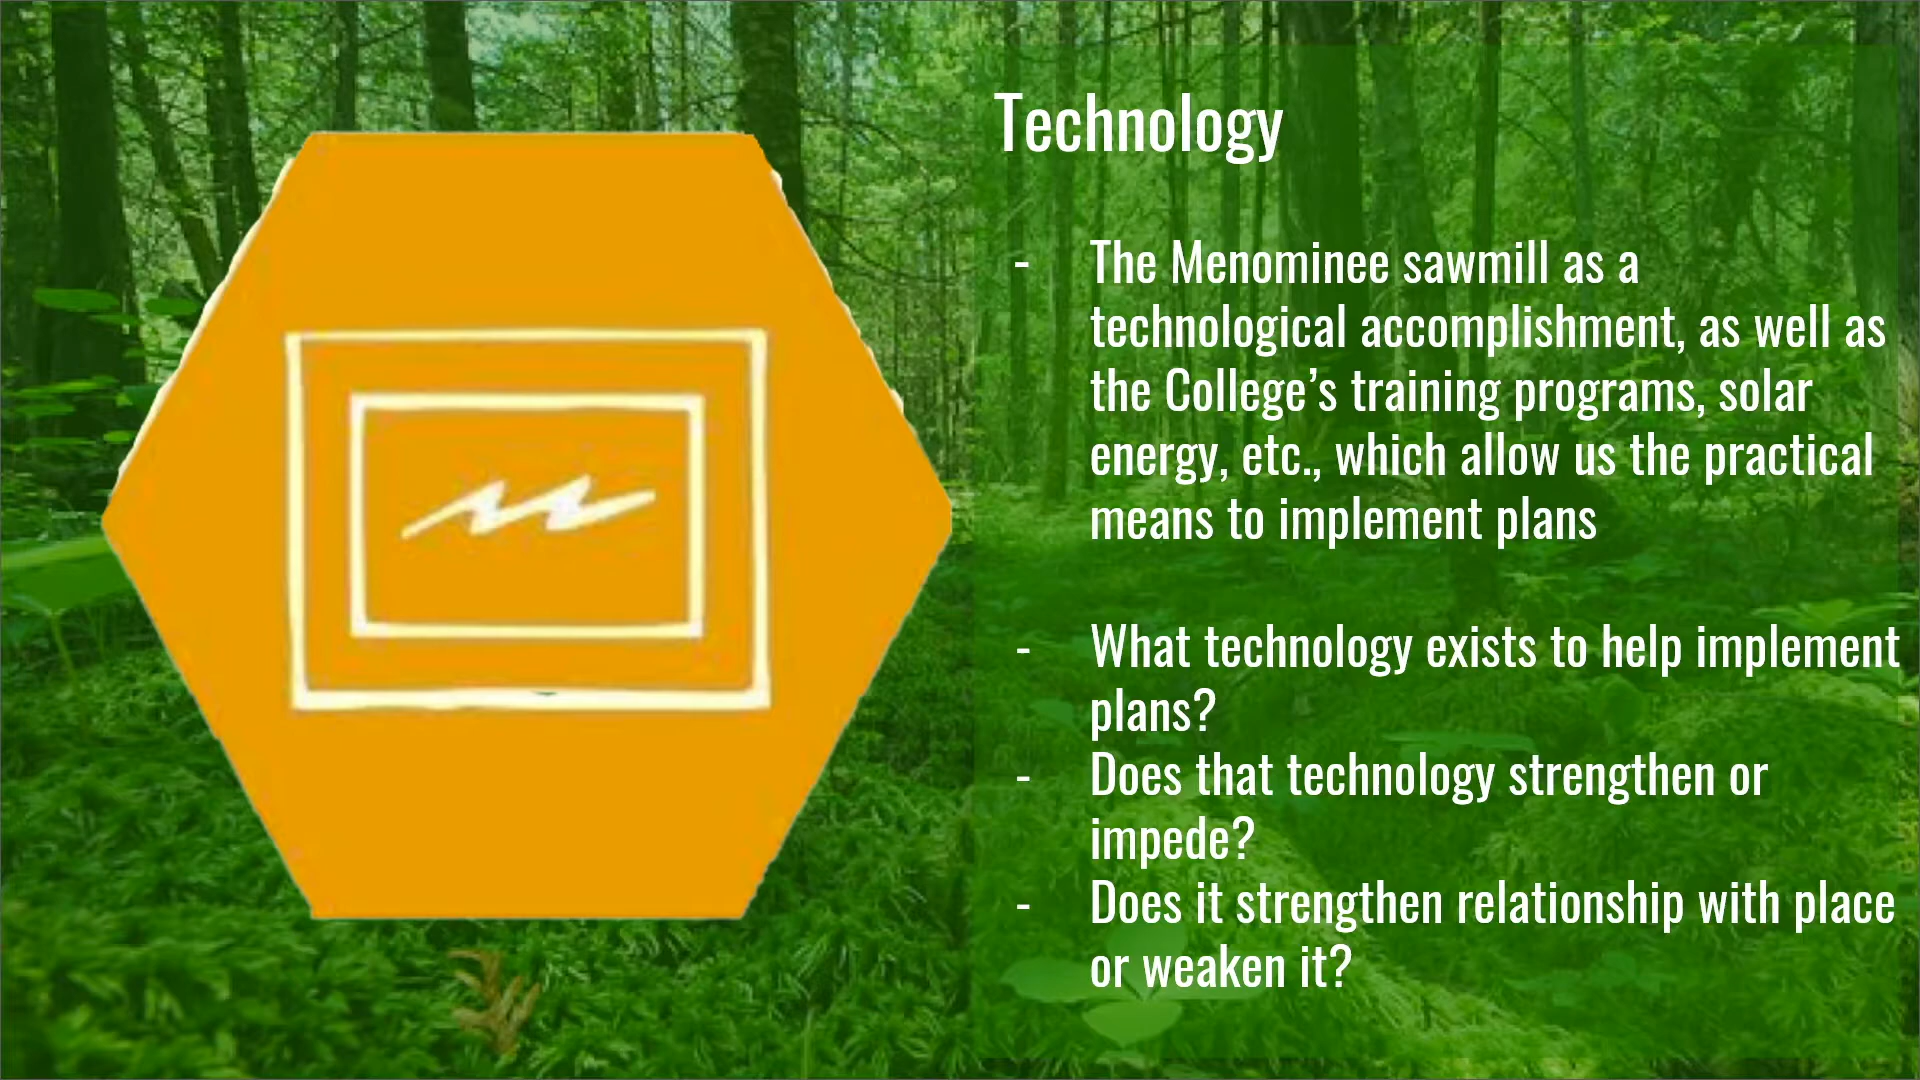 Technology
- The Menominee sawmill as a
technological accomplishment, as well as
the College’s training programs, solar
energy, etc., which allow us the practical
means to implement plans
- What technology exists to help implement
plans?
- Does that technology strengthen or
impede?
- Does it strengthen relationship with place
or weaken it?